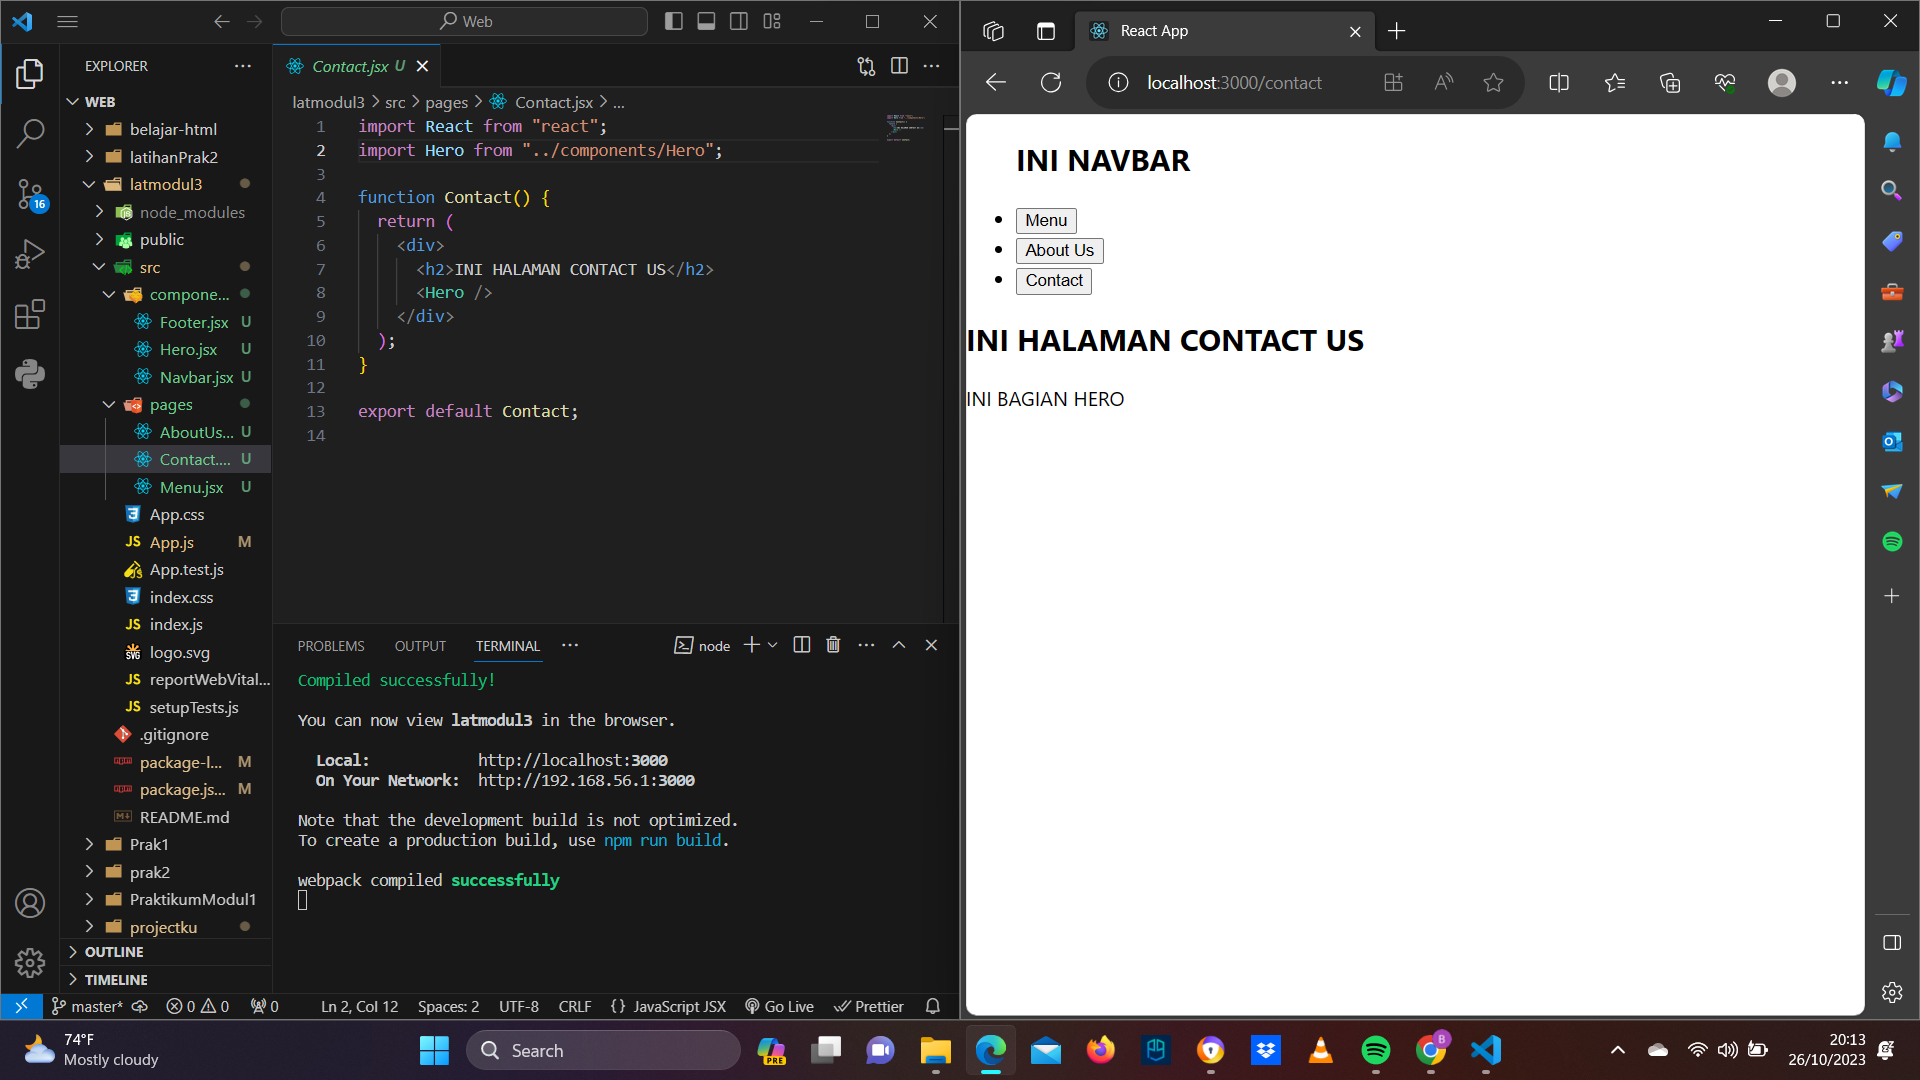 Web
EXPLORER
WEB
belajar-html
latihanPrak2
latmodul3
node_modules
public
src
compone...
Footer.jsx U
Hero.jsx U
Navbar.jsx U
pages
AboutUs... U
Contact.... U
Menu.jsx U
App.css
App.js M
App.test.js
index.css
index.js
logo.svg
reportWebVital...
setupTests.js
.gitignore
package-l... M
package.js... M
README.md
Prak1
prak2
PraktikumModul1
projectku
OUTLINE
TIMELINE
16
Contact.jsx U
latmodul3 > src > pages > Contact.jsx > ...
1 import React from "react";
2 import Hero from "../components/Hero";
3
4 function Contact() {
5 return (
6 <div>
7 <h2>INI HALAMAN CONTACT US</h2>
8 <Hero />
9 </div>
10 );
11 }
12
13 export default Contact;
14
PROBLEMS OUTPUT TERMINAL ... node
Compiled successfully!
You can now view latmodul3 in the browser.
Local: http://localhost:3000
On Your Network: http://192.168.56.1:3000
Note that the development build is not optimized.
To create a production build, use npm run build.
webpack compiled successfully
master* 0 0 0 Ln 2, Col 12 Spaces: 2 UTF-8 CRLF {} JavaScript JSX Go Live Prettier
React App
localhost:3000/contact
INI NAVBAR
Menu
About Us
Contact
INI HALAMAN CONTACT US
INI BAGIAN HERO
74°F
Mostly cloudy
Search
PRE
B
20:13
26/10/2023